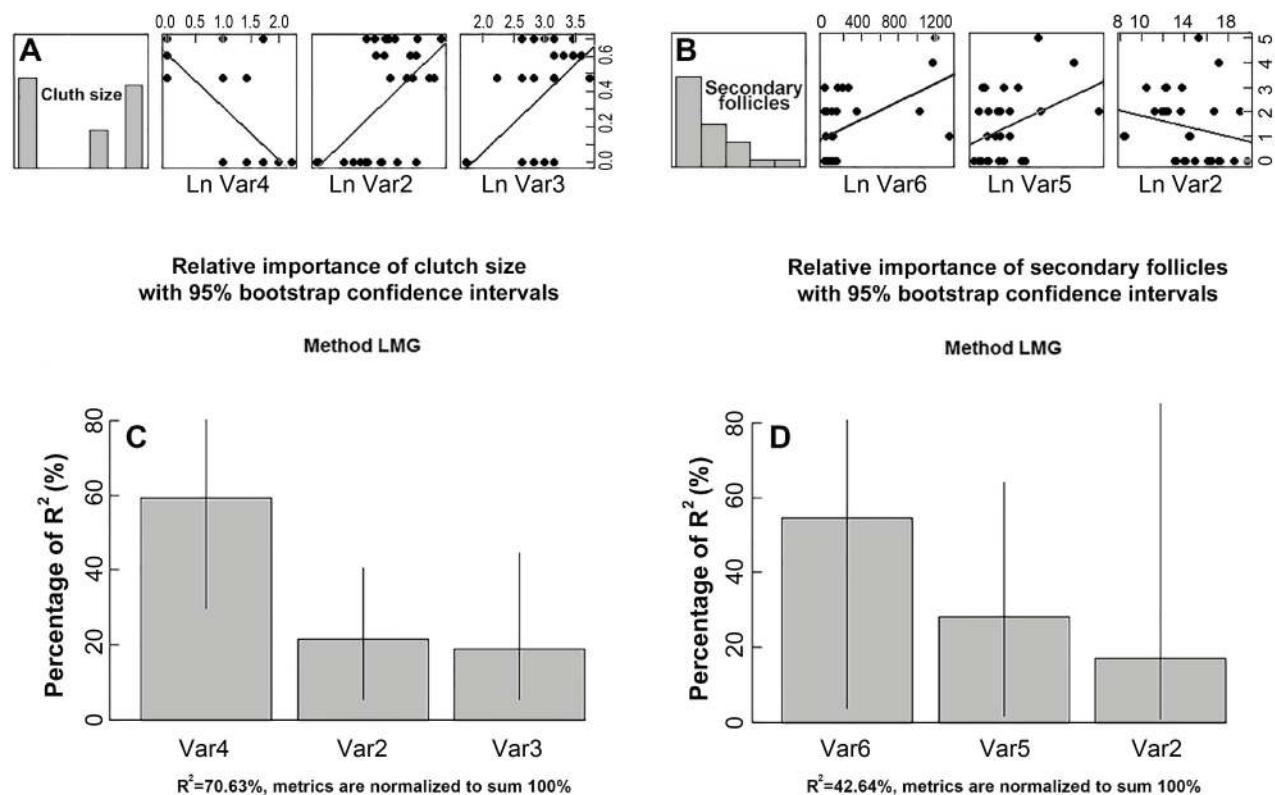 0.0 0.5 1.0 1.5 2.0
2.0 2.5 3.0 3.5
0 400 800 1200
8 10 14 18
A
Cluth size
0.0 0.2 0.4 0.6
Ln Var4
Ln Var2
Ln Var3
B
Secondary
follicles
0 1 2 3 4 5
Ln Var6
Ln Var5
Ln Var2
Relative importance of clutch size
with 95% bootstrap confidence intervals
Method LMG
Relative importance of secondary follicles
with 95% bootstrap confidence intervals
Method LMG
C
Percentage of R² (%)
0 20 40 60 80
Var4
Var2
Var3
R²=70.63%, metrics are normalized to sum 100%
D
Percentage of R² (%)
0 20 40 60 80
Var6
Var5
Var2
R²=42.64%, metrics are normalized to sum 100%